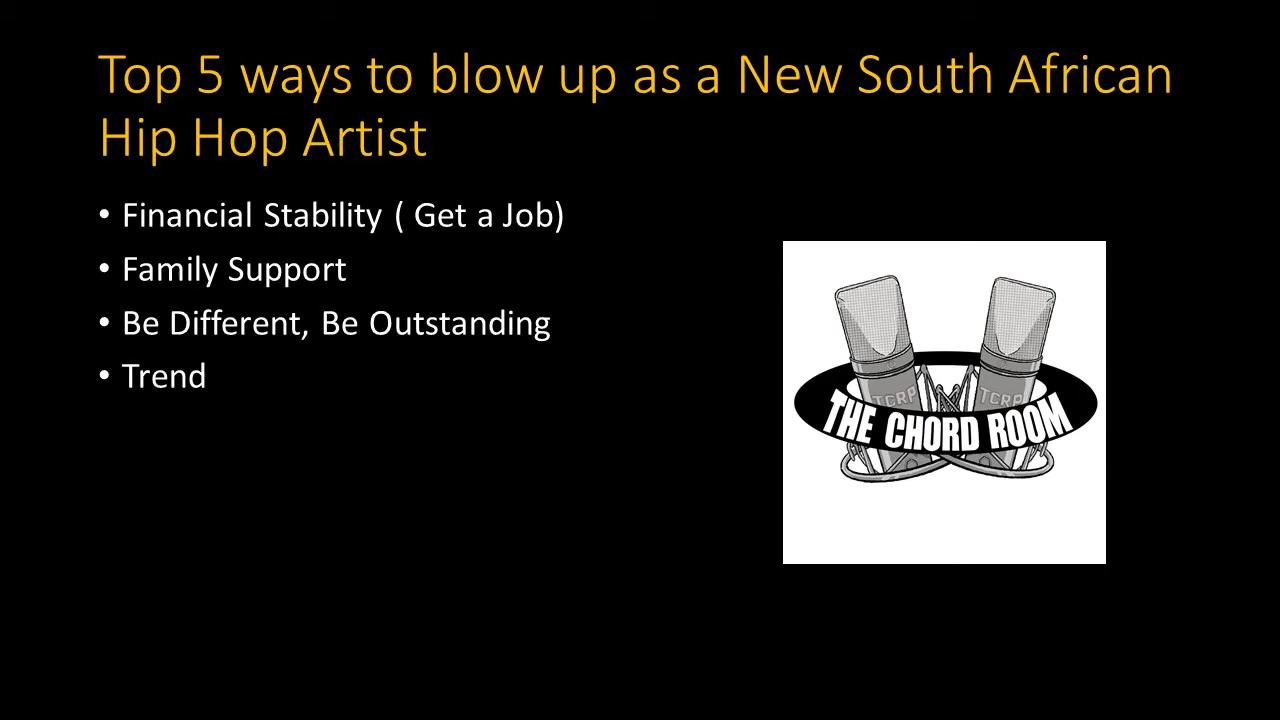 Top 5 ways to blow up as a New South African
Hip Hop Artist
• Financial Stability ( Get a Job)
• Family Support
• Be Different, Be Outstanding
• Trend
TCRP TCRP
THE CHORD ROOM